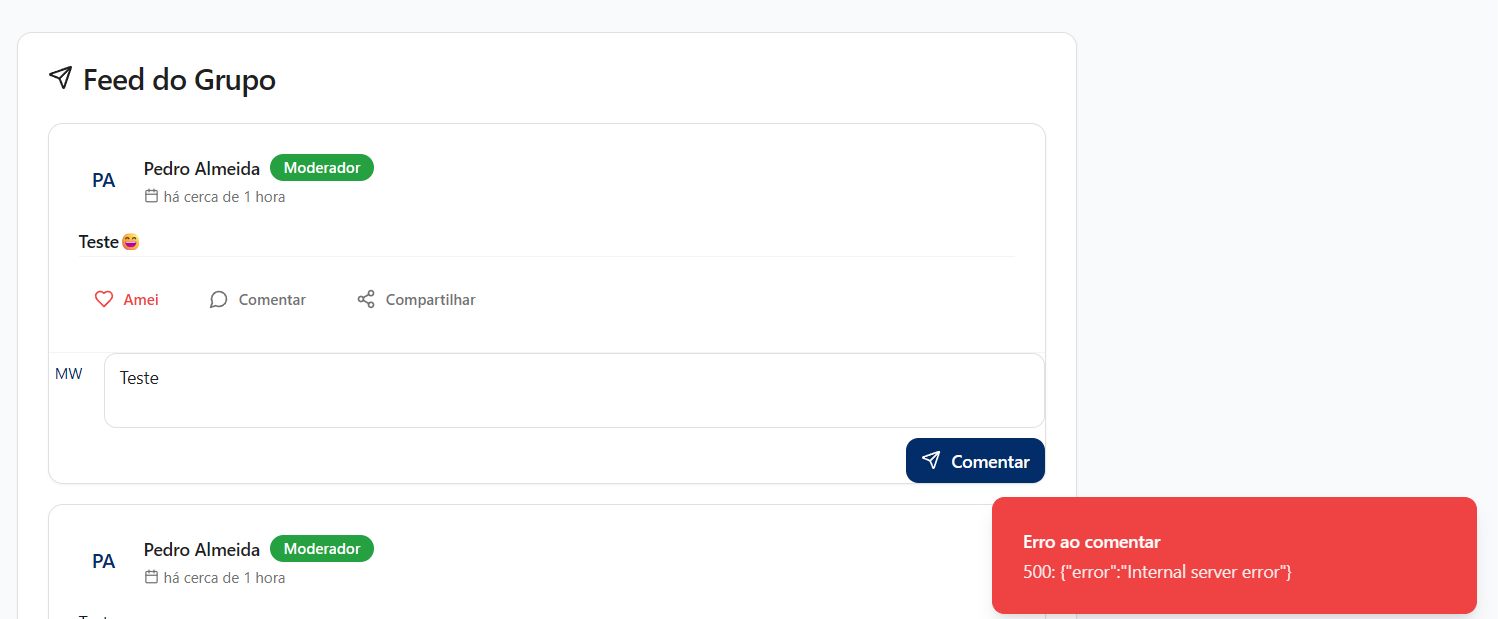 Feed do Grupo
PA
Pedro Almeida Moderador
há cerca de 1 hora
Teste😄
Amei Comentar Compartilhar
MW
Teste
Comentar
PA
Pedro Almeida Moderador
há cerca de 1 hora
Erro ao comentar
500: {"error":"Internal server error"}